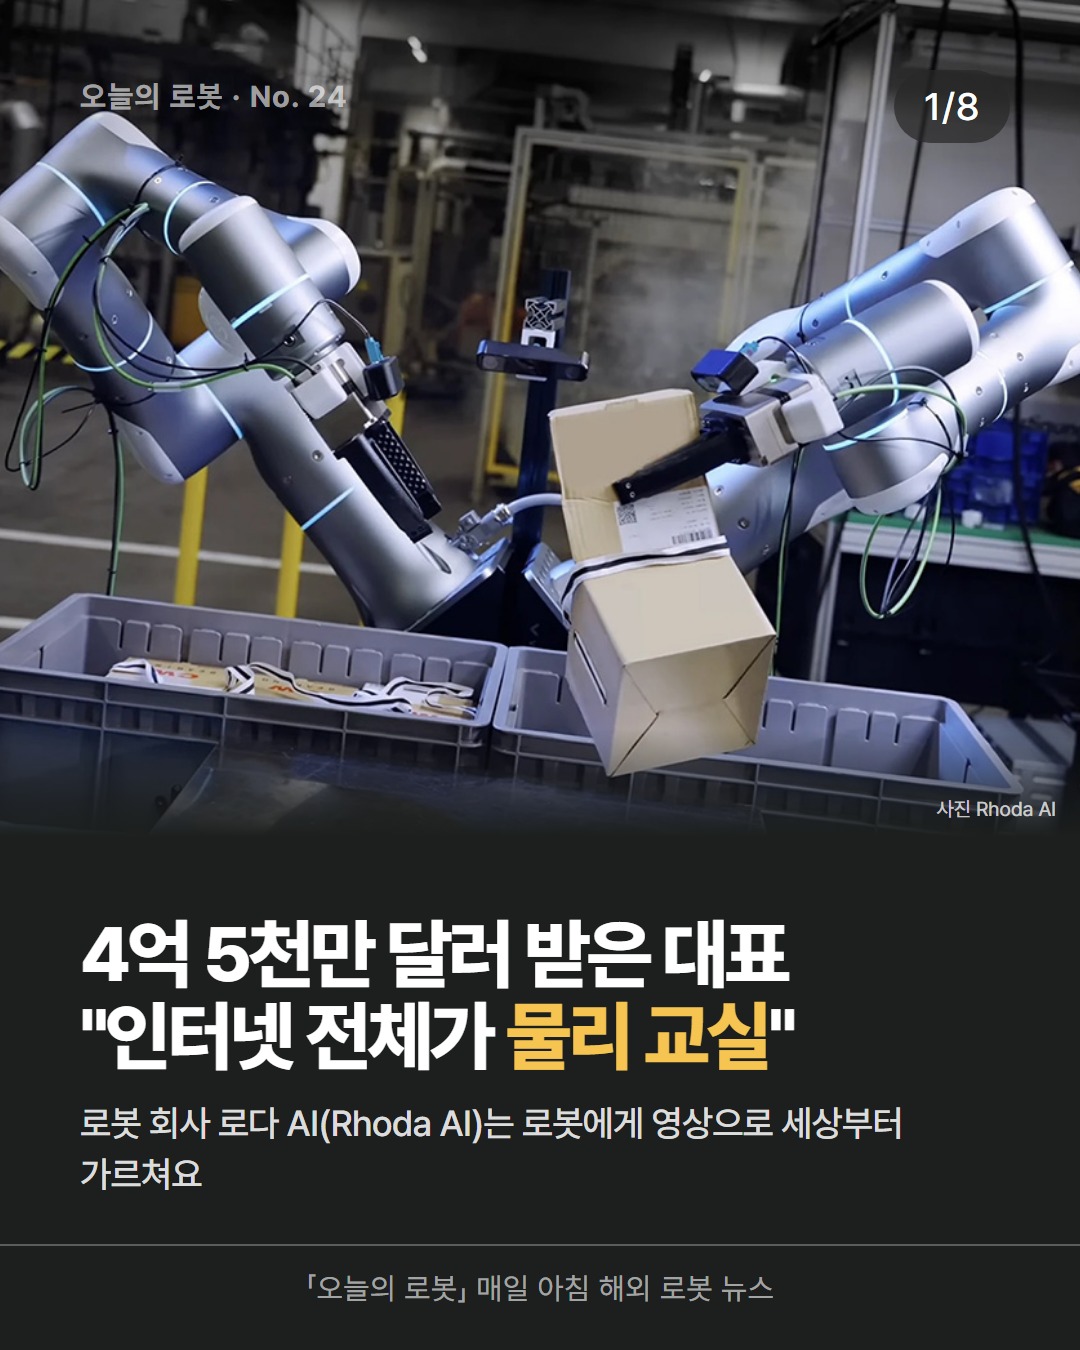 오늘의 로봇 · No. 24
1/8
사진 Rhoda AI
4억 5천만 달러 받은 대표
"인터넷 전체가 물리 교실"
로봇 회사 로다 AI(Rhoda AI)는 로봇에게 영상으로 세상부터
가르쳐요
「오늘의 로봇」 매일 아침 해외 로봇 뉴스